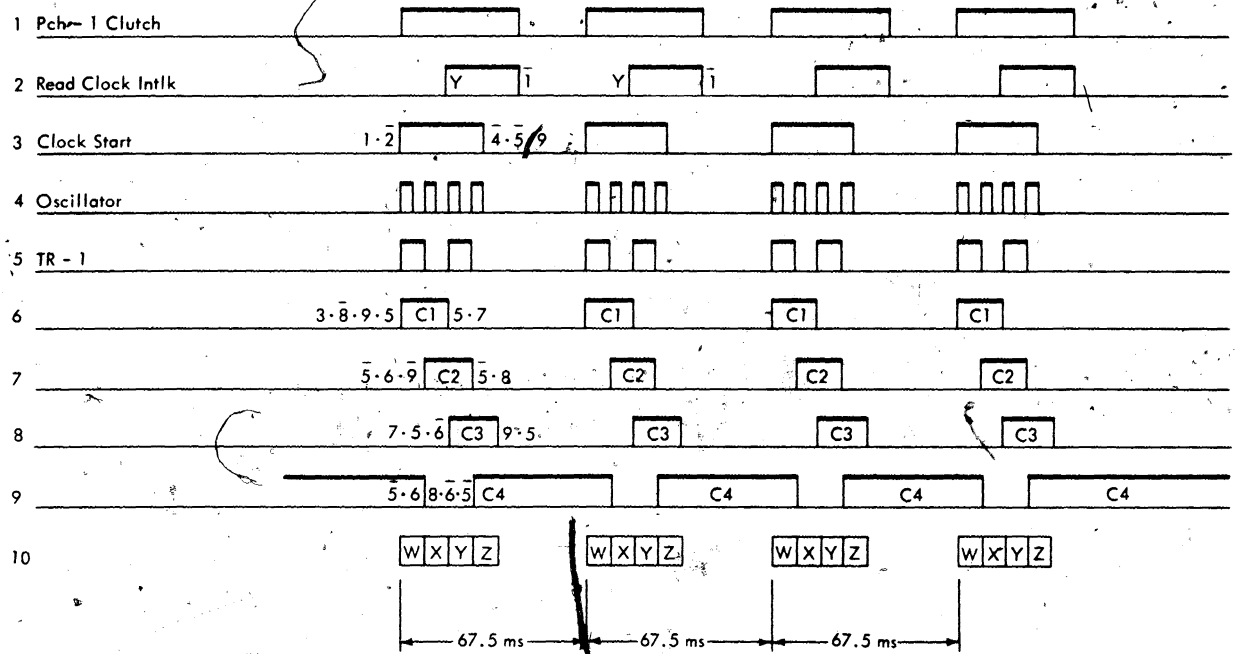 1 Pch-1 Clutch
2 Read Clock Intlk Y 1̅ Y 1̅
3 Clock Start 1·2̅ 4̅·5̅ 9
4 Oscillator
5 TR - 1
6 3·8̅·9·5 C1 5·7 C1 C1 C1
7 5̅·6·9̅ C2 5̅·8 C2 C2 C2
8 7·5·6̅ C3 9·5 C3 C3 C3
9 5̅·6 8·6̅·5̅ C4 C4 C4 C4
10 W X Y Z W X Y Z W X Y Z W X Y Z
67.5 ms 67.5 ms 67.5 ms